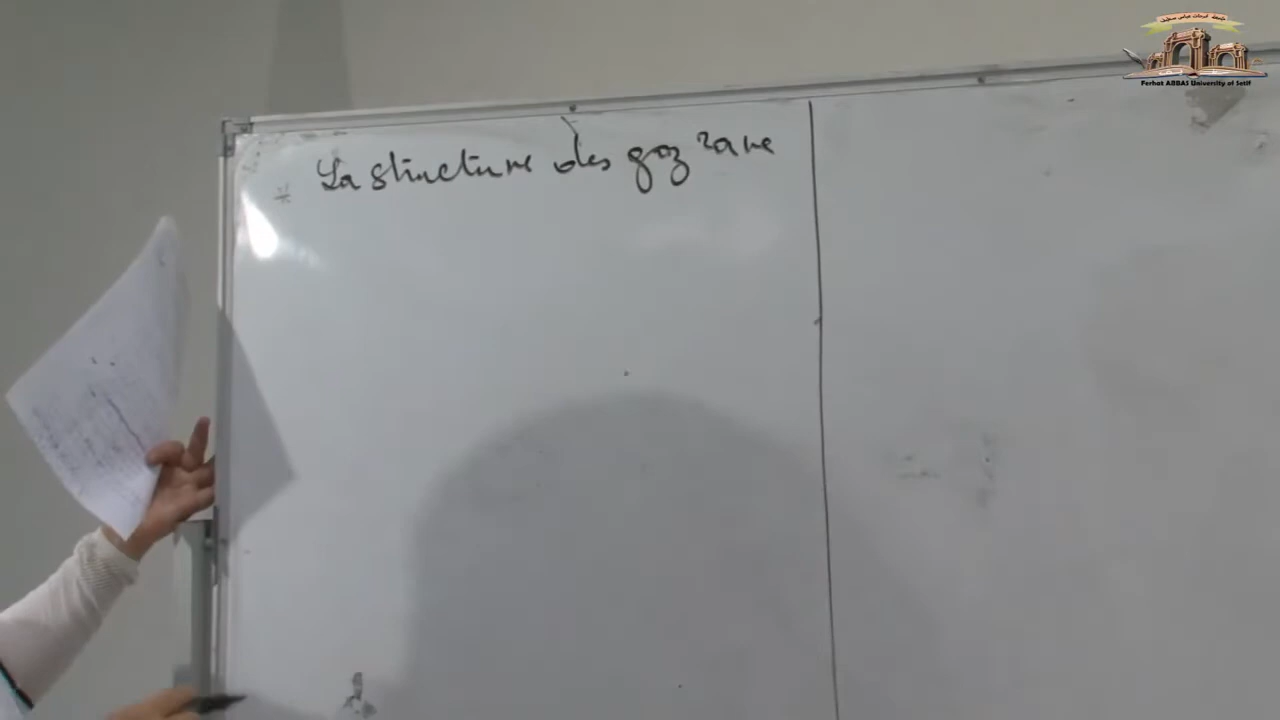 * La structure des gaz rare
Ferhat ABBAS University of Setif